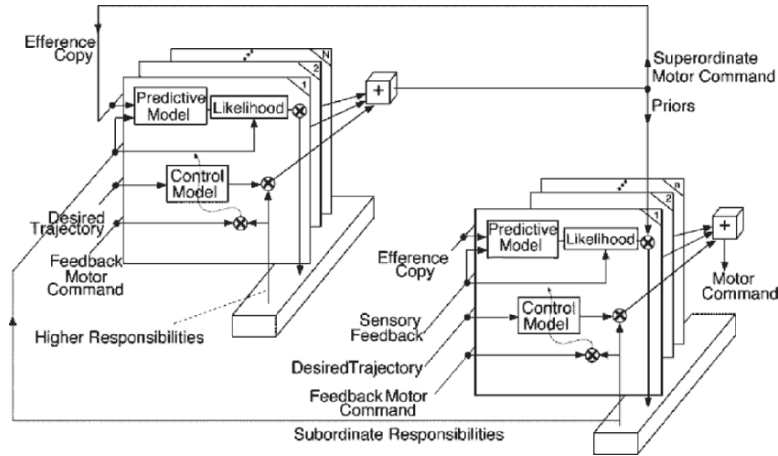 Efference
Copy
N
2
1
Predictive
Model
Likelihood
+
Superordinate
Motor Command
Priors
Control
Model
Desired
Trajectory
Feedback
Motor
Command
Higher Responsibilities
n
2
1
Predictive
Model
Likelihood
+
Efference
Copy
Motor
Command
Sensory
Feedback
Control
Model
DesiredTrajectory
Feedback Motor
Command
Subordinate Responsibilities